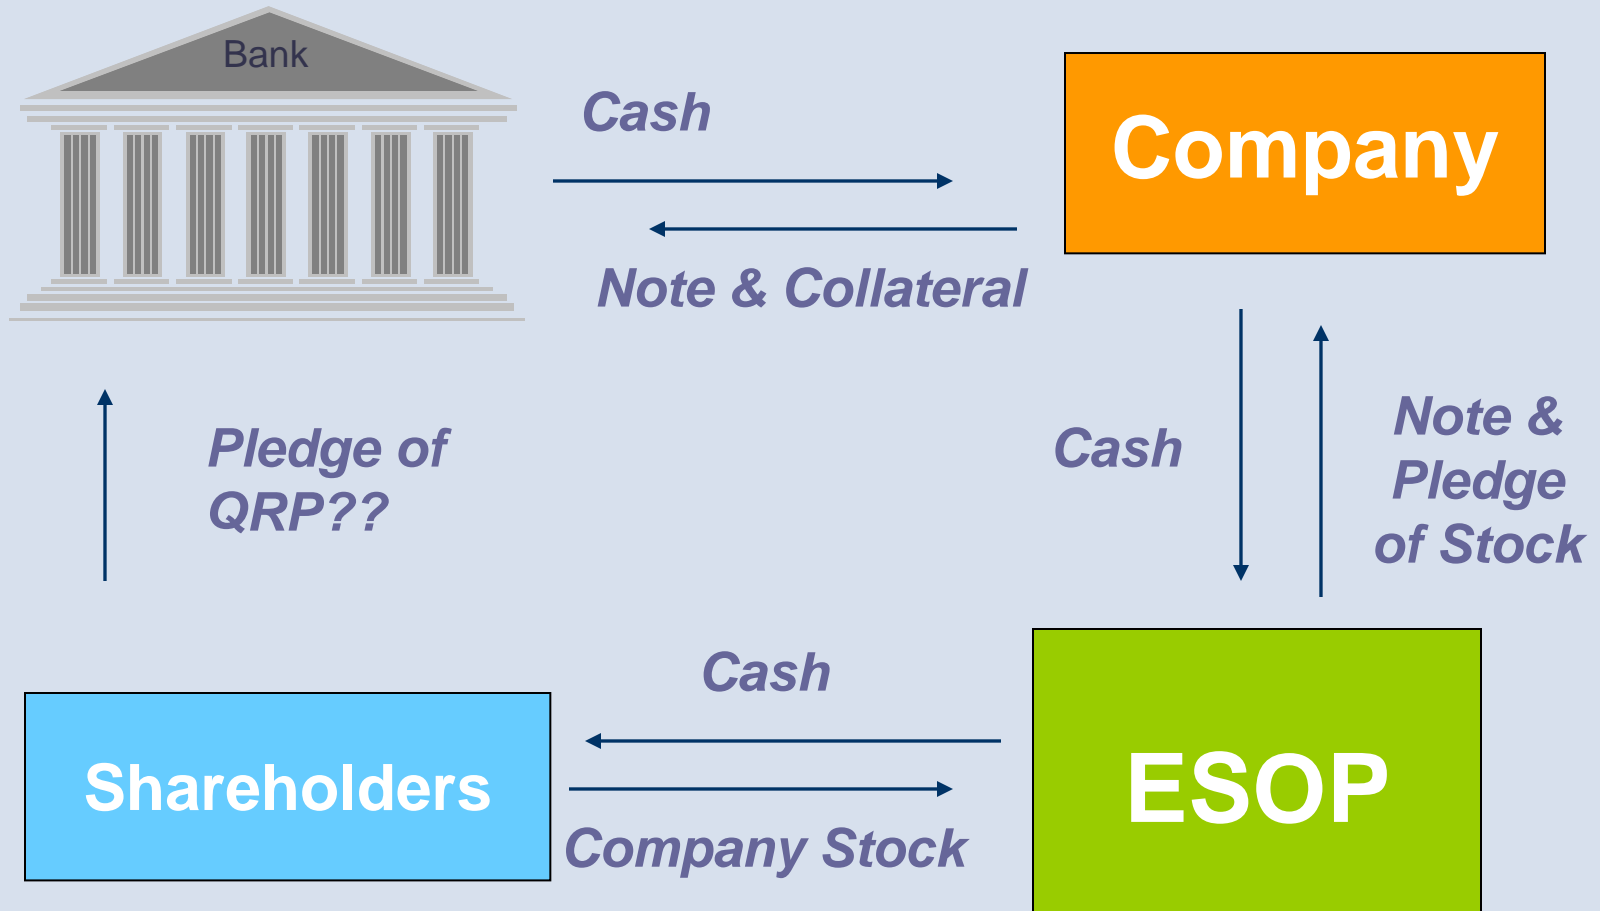 Bank
Cash
Company
Note & Collateral
Pledge of
QRP??
Cash
Note &
Pledge
of Stock
Cash
Shareholders
ESOP
Company Stock